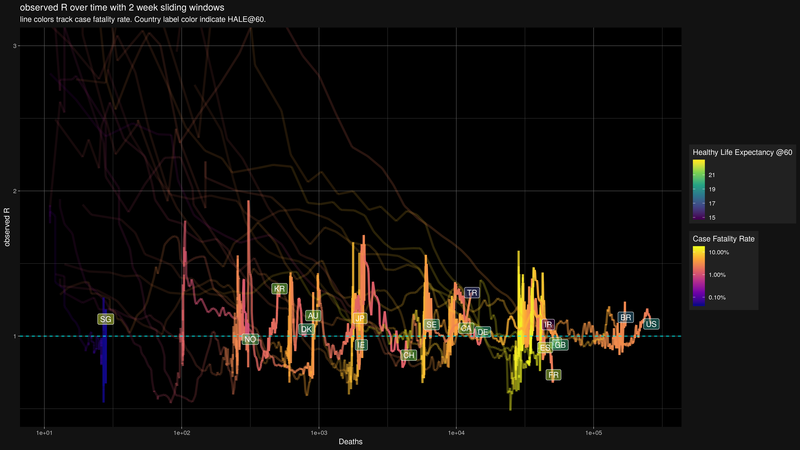 observed R over time with 2 week sliding windows
line colors track case fatality rate. Country label color indicate HALE@60.
3
2
1
observed R
KR
TR
SG
AU
JP
BR
DK
SE
IR
US
CA
DE
NO
IE
GB
ES
CH
FR
1e+01
1e+02
1e+03
1e+04
1e+05
Deaths
Healthy Life Expectancy @60
21
19
17
15
Case Fatality Rate
10.00%
1.00%
0.10%